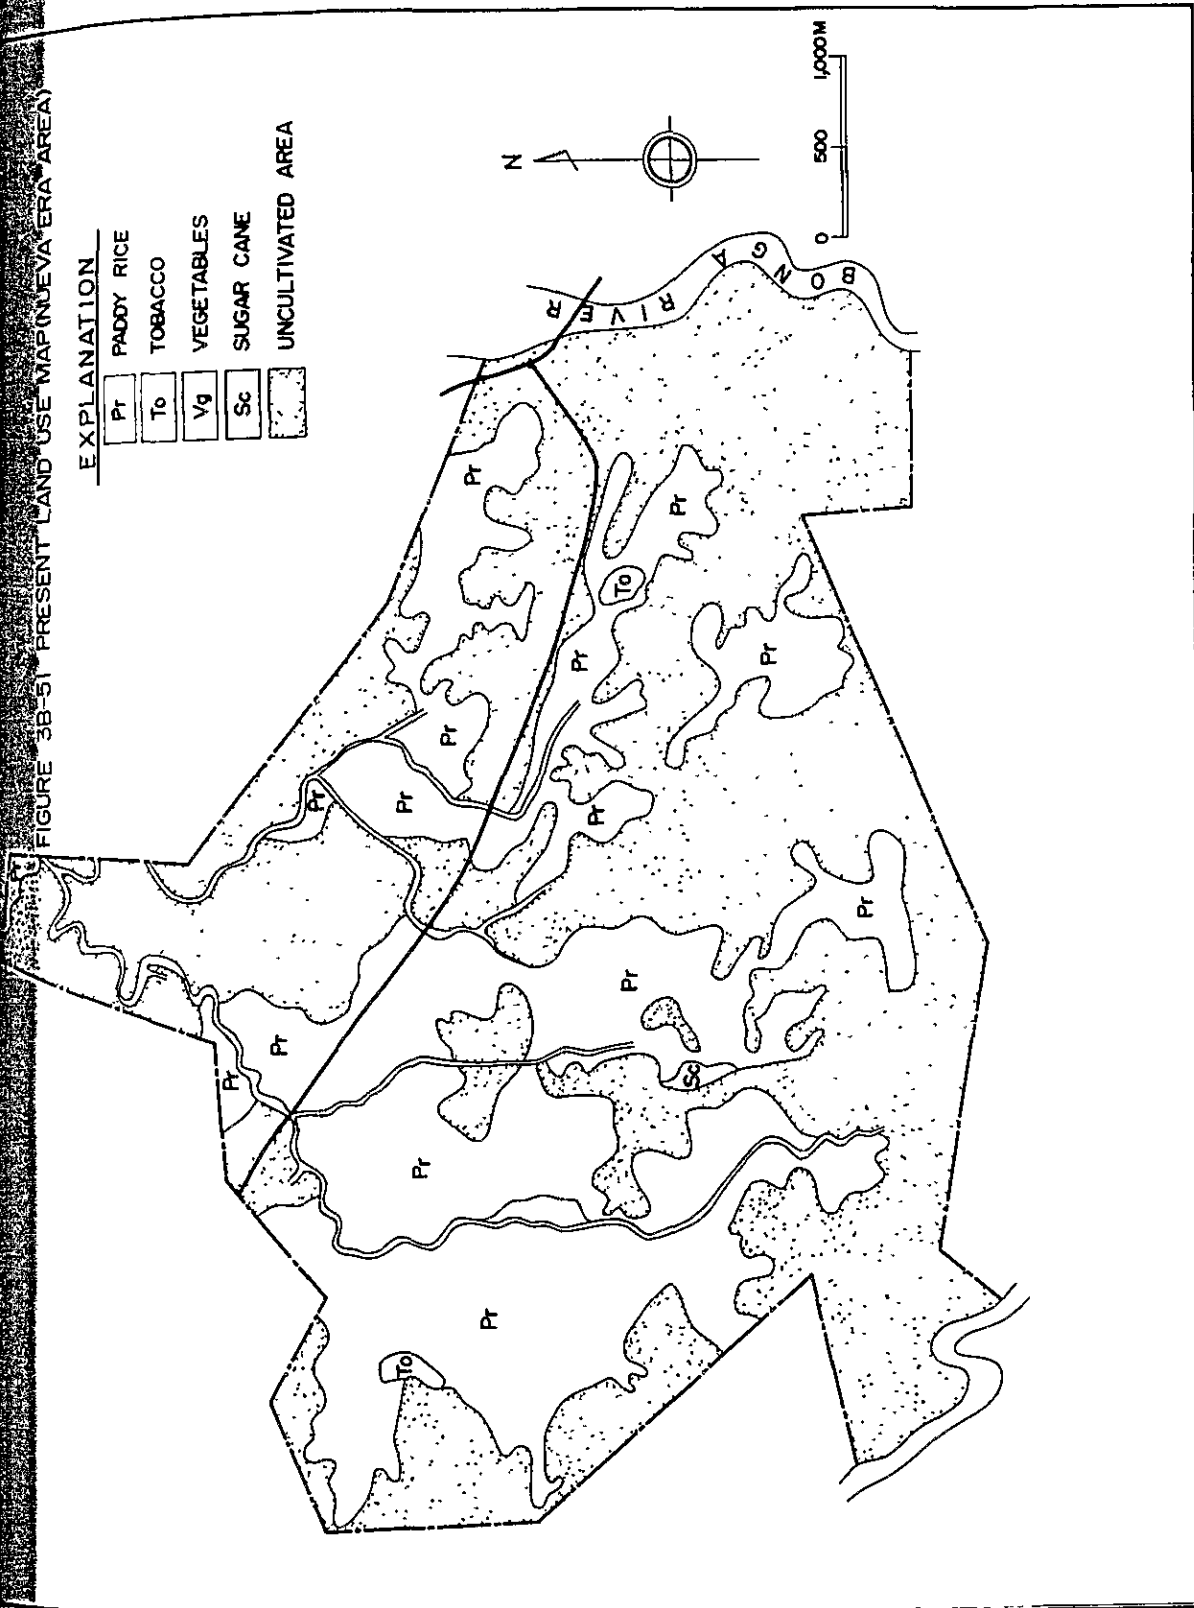 FIGURE 3B-51 PRESENT LAND USE MAP (NUEVA ERA AREA)
EXPLANATION
Pr PADDY RICE
To TOBACCO
Vg VEGETABLES
Sc SUGAR CANE
UNCULTIVATED AREA
N
0 500 1,000M
BONGA RIVER
Pr
Pr
Pr
Pr
Pr
Pr
Pr
Pr
To
Pr
Pr
Pr
Pr
Pr
Sc
Pr
Pr
To